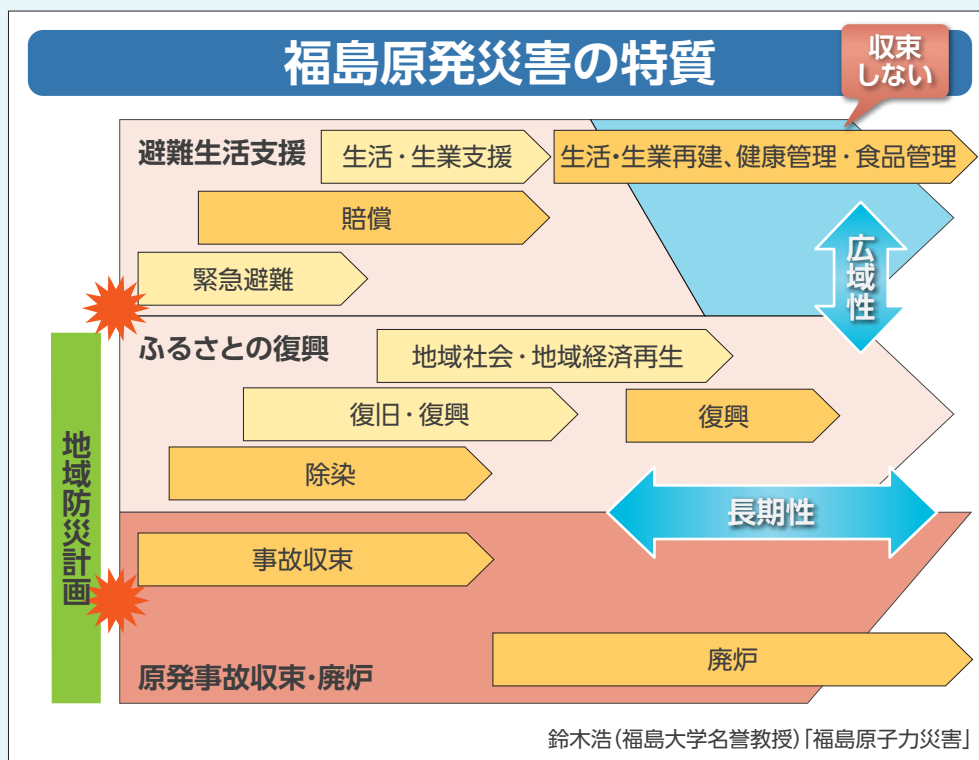 福島原発災害の特質
収束
しない
避難生活支援
生活・生業支援
生活・生業再建、健康管理・食品管理
賠償
緊急避難
広域性
ふるさとの復興
地域社会・地域経済再生
復旧・復興
復興
除染
長期性
地域防災計画
事故収束
廃炉
原発事故収束・廃炉
鈴木浩(福島大学名誉教授)「福島原子力災害」